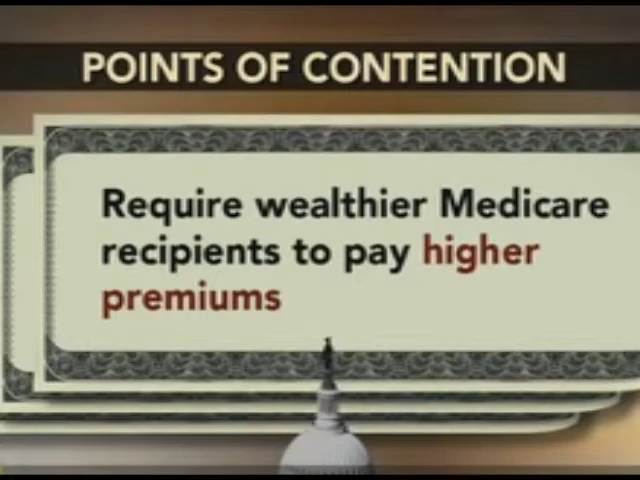 POINTS OF CONTENTION
Require wealthier Medicare
recipients to pay higher
premiums